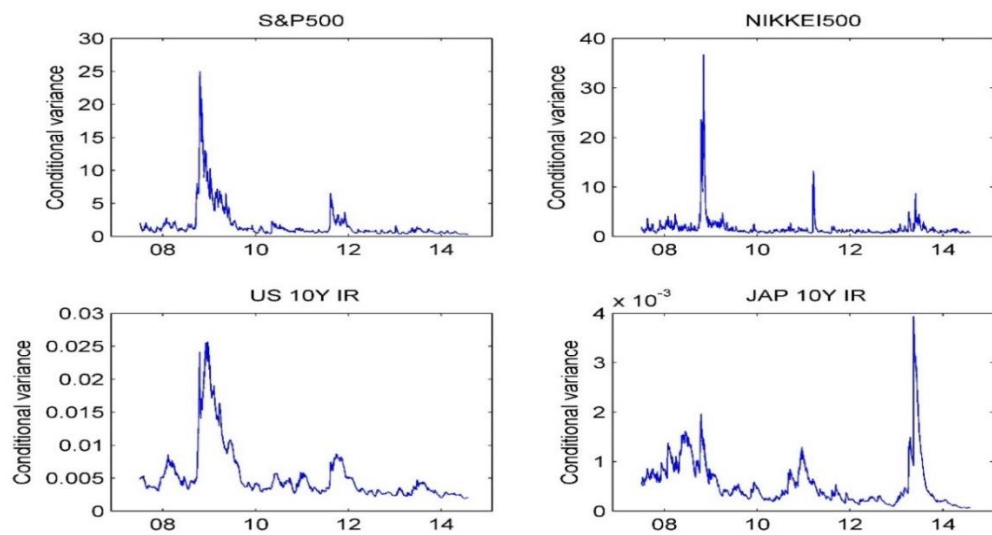 S&P500
30
25
20
15
10
5
0
Conditional variance
08 10 12 14
NIKKEI500
40
30
20
10
0
Conditional variance
08 10 12 14
US 10Y IR
0.03
0.025
0.02
0.015
0.01
0.005
0
Conditional variance
08 10 12 14
JAP 10Y IR
x 10⁻³
4
3
2
1
0
Conditional variance
08 10 12 14